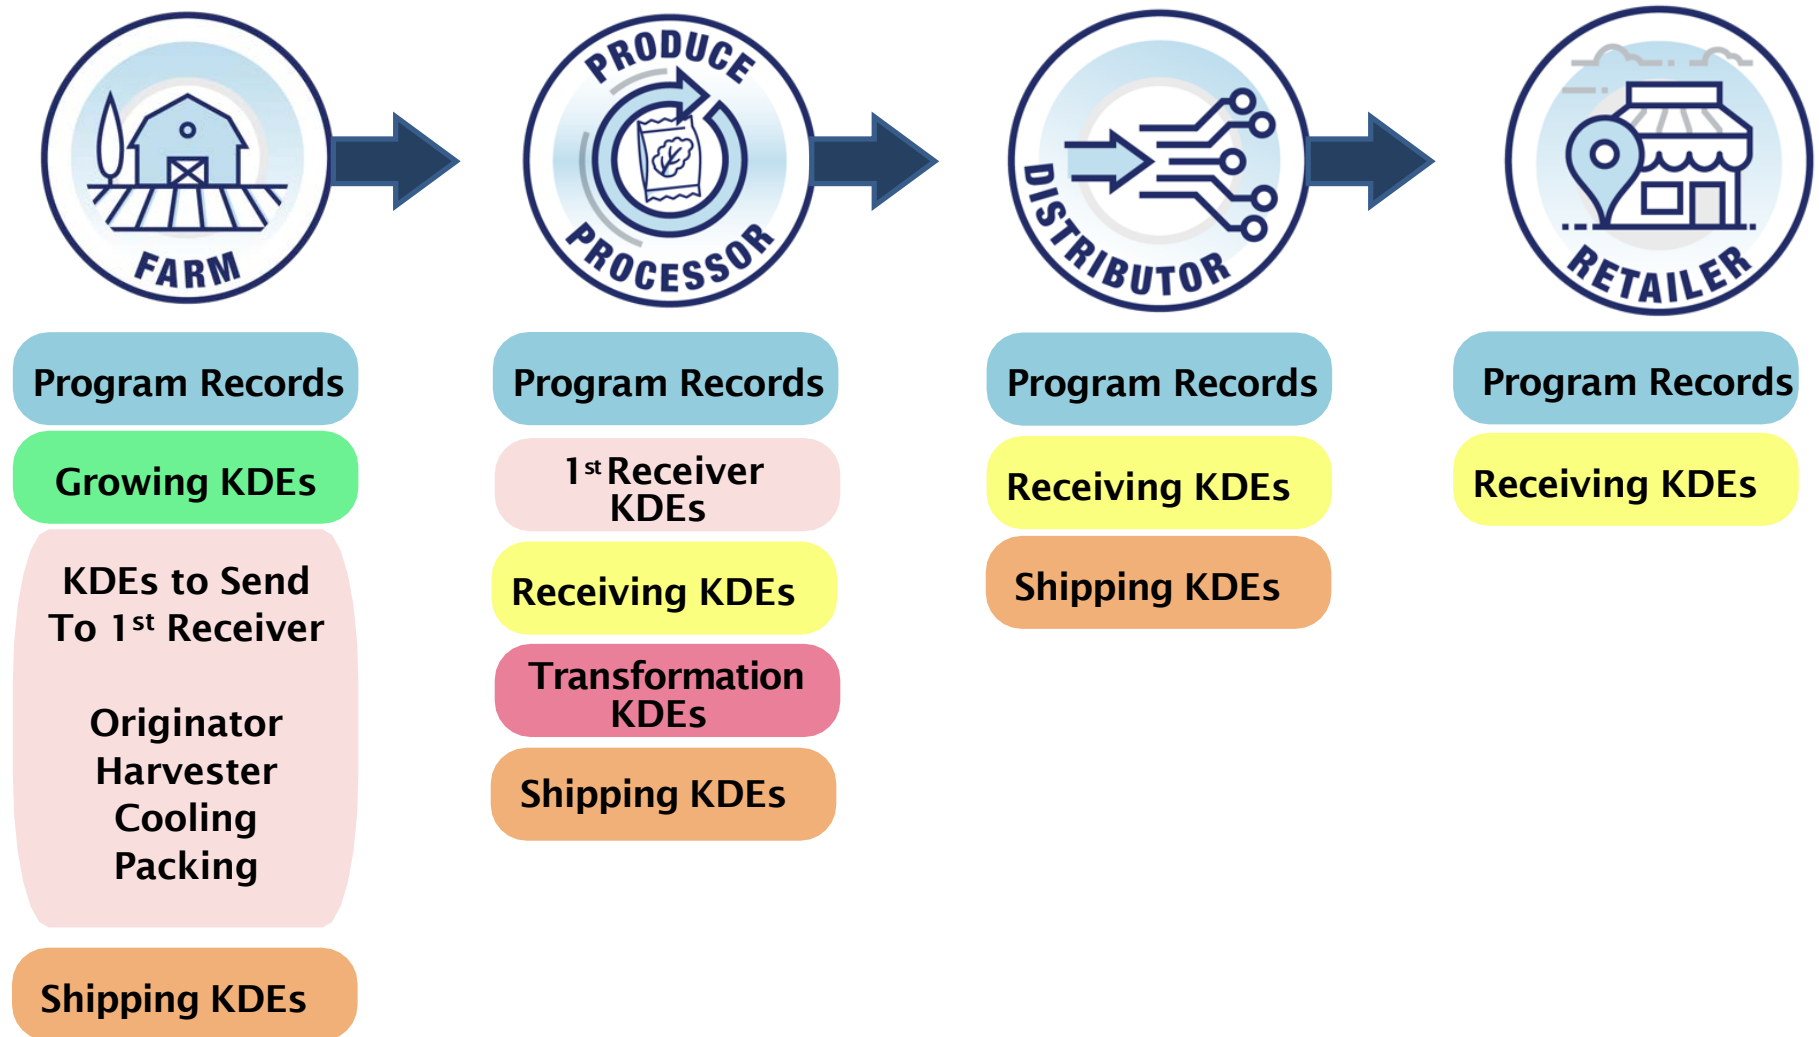 FARM
PRODUCE
PROCESSOR
DISTRIBUTOR
RETAILER
Program Records
Growing KDEs
KDEs to Send
To 1st Receiver
Originator
Harvester
Cooling
Packing
Shipping KDEs
Program Records
1st Receiver
KDEs
Receiving KDEs
Transformation
KDEs
Shipping KDEs
Program Records
Receiving KDEs
Shipping KDEs
Program Records
Receiving KDEs